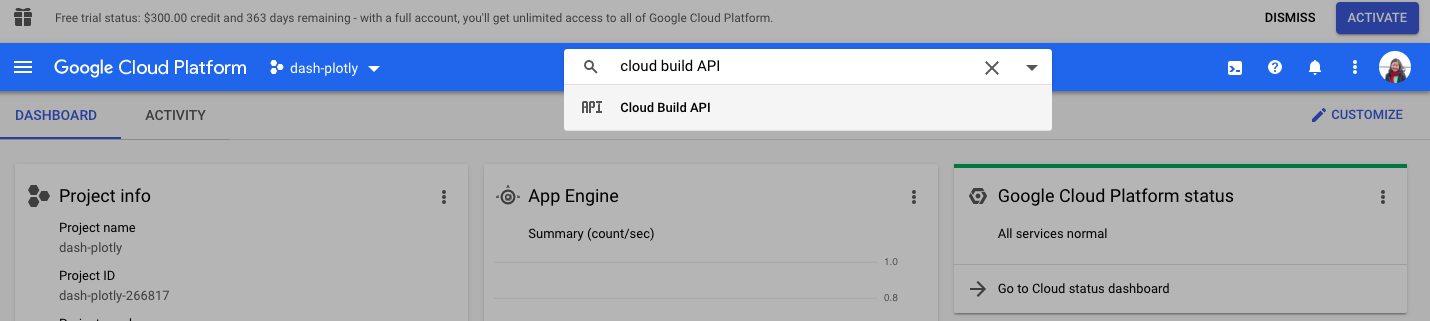 Free trial status: $300.00 credit and 363 days remaining - with a full account, you'll get unlimited access to all of Google Cloud Platform.
DISMISS
ACTIVATE
Google Cloud Platform
dash-plotly
cloud build API
API
Cloud Build API
DASHBOARD
ACTIVITY
CUSTOMIZE
Project info
Project name
dash-plotly
Project ID
dash-plotly-266817
App Engine
Summary (count/sec)
1.0
0.8
Google Cloud Platform status
All services normal
Go to Cloud status dashboard